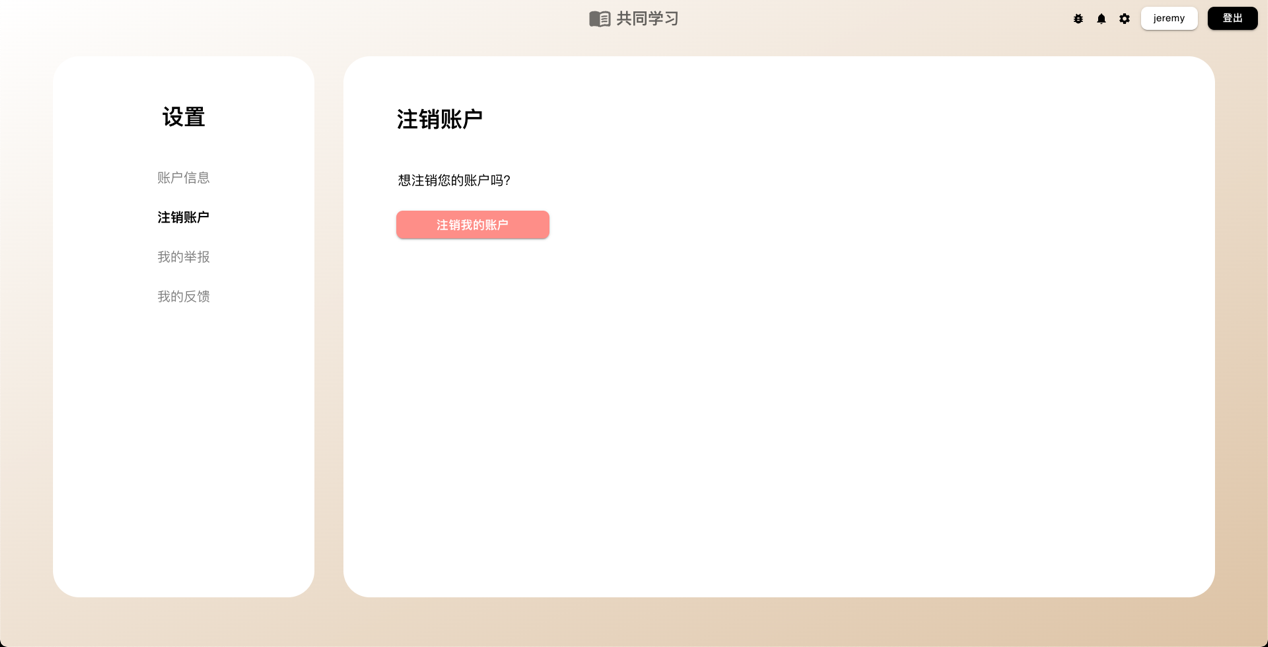 共同学习
jeremy
登出
设置
账户信息
注销账户
我的举报
我的反馈
注销账户
想注销您的账户吗?
注销我的账户